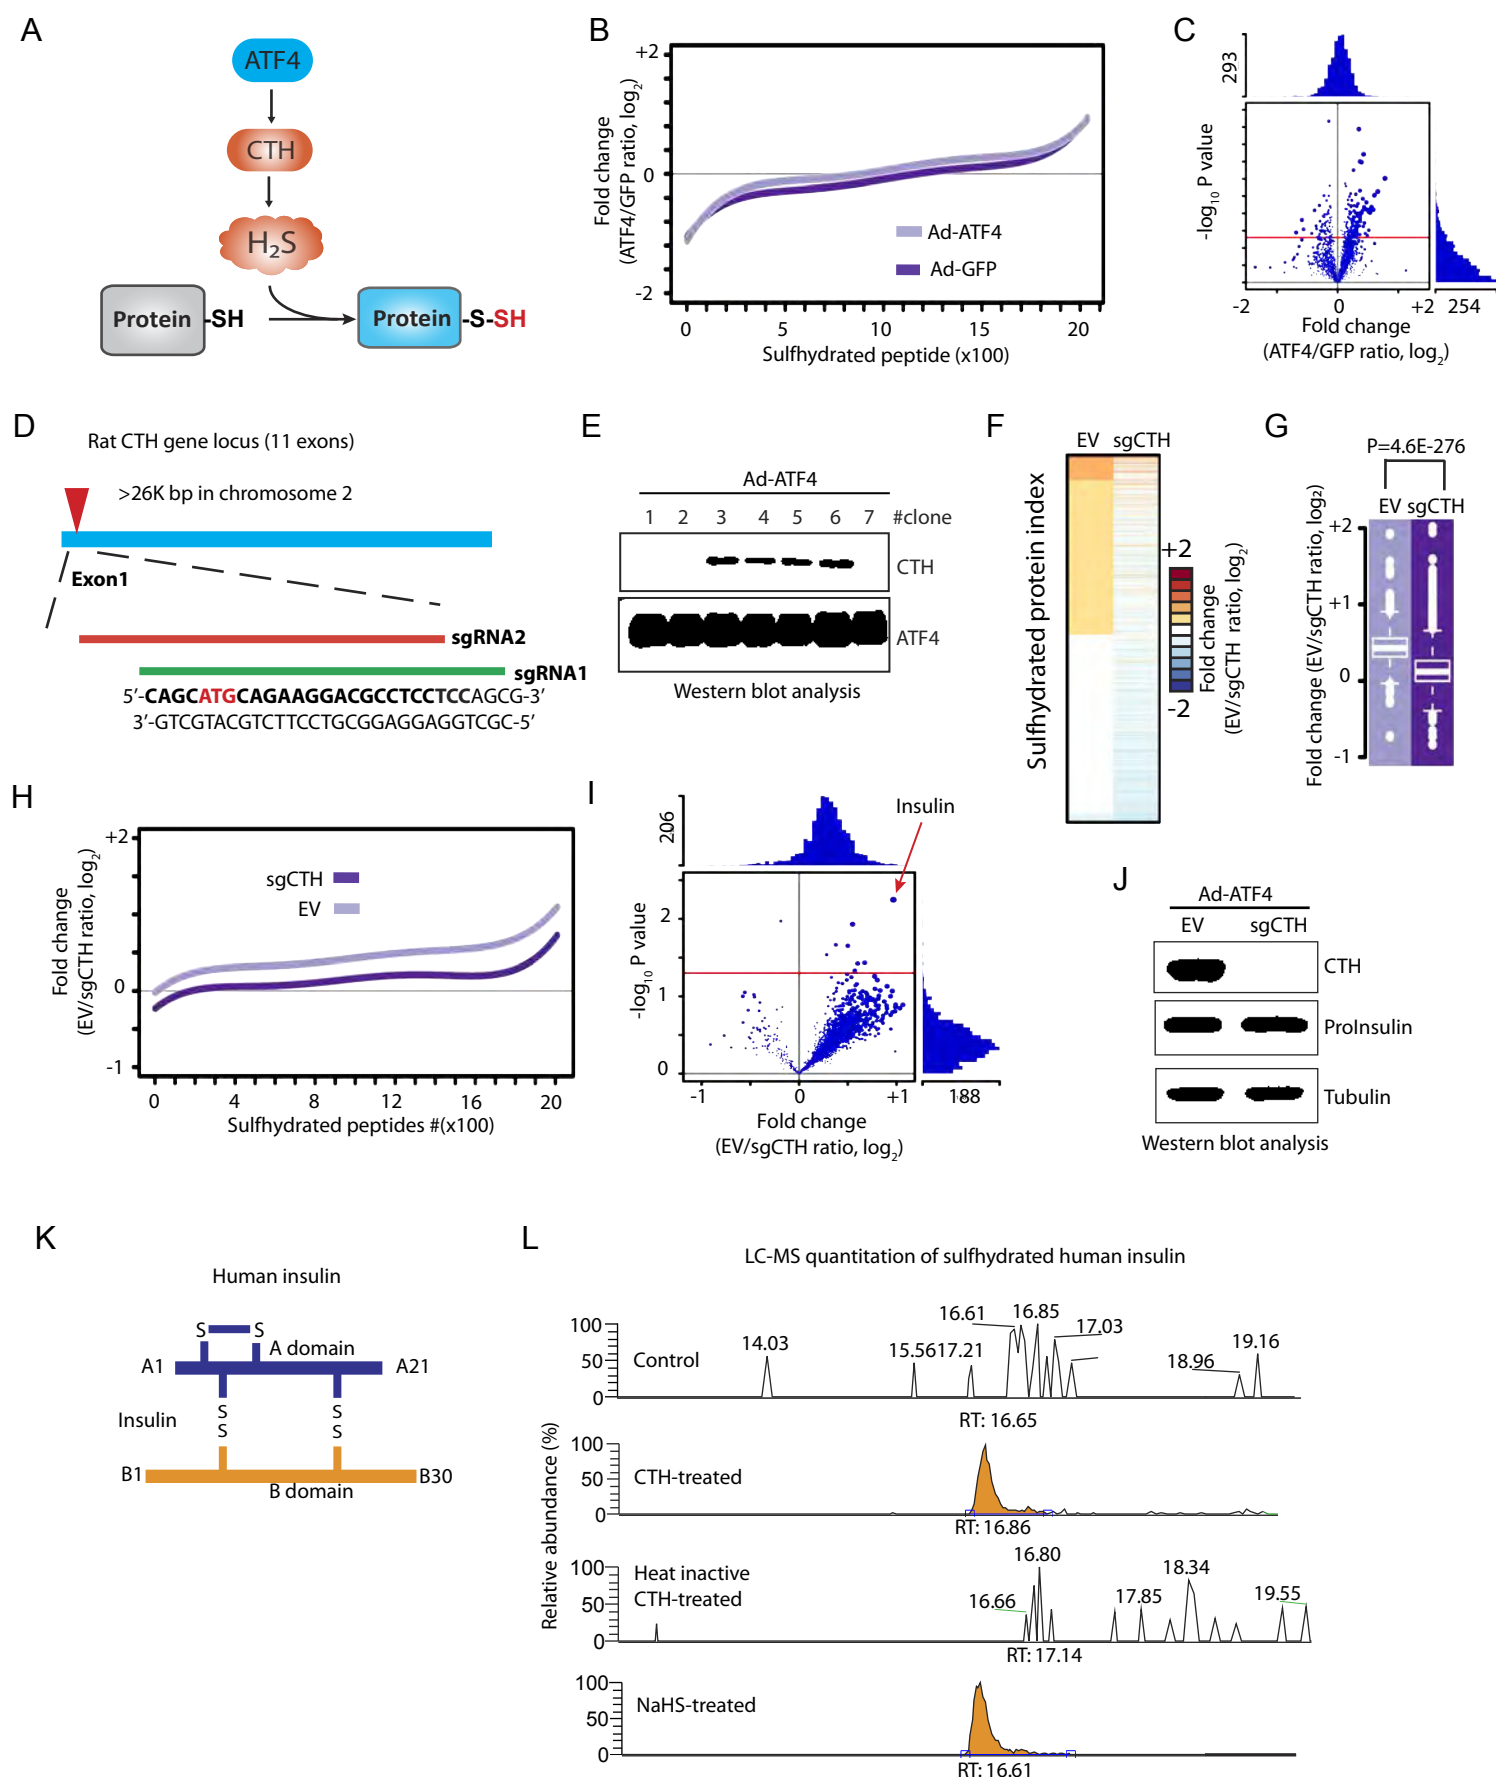 A
ATF4
CTH
H₂S
Protein -SH
Protein -S-SH
B
Fold change
(ATF4/GFP ratio, log₂)
+2
0
-2
Ad-ATF4
Ad-GFP
0 5 10 15 20
Sulfhydrated peptide (x100)
C
293
-log₁₀ P value
-2 0 +2 254
Fold change
(ATF4/GFP ratio, log₂)
D
Rat CTH gene locus (11 exons)
>26K bp in chromosome 2
Exon1
sgRNA2
sgRNA1
5′-CAGCATGCAGAAGGACGCCTCCTCCAGCG-3′
3′-GTCGTACGTCTTCCTGCGGAGGAGGTCGC-5′
E
Ad-ATF4
1 2 3 4 5 6 7 #clone
CTH
ATF4
Western blot analysis
F
EV sgCTH
Sulfhydrated protein index
+2
-2
Fold change
(EV/sgCTH ratio, log₂)
G
P=4.6E-276
EV sgCTH
Fold change (EV/sgCTH ratio, log₂)
+2
+1
0
-1
H
Fold change
(EV/sgCTH ratio, log₂)
+2
0
-1
sgCTH
EV
0 4 8 12 16 20
Sulfhydrated peptides #(x100)
I
206
Insulin
-log₁₀ P value
2
1
0
-1 0 +1 188
Fold change
(EV/sgCTH ratio, log₂)
J
Ad-ATF4
EV sgCTH
CTH
ProInsulin
Tubulin
Western blot analysis
K
Human insulin
S S
A domain
A1 A21
S S
Insulin
S S
B1 B30
B domain
L
LC-MS quantitation of sulfhydrated human insulin
Relative abundance (%)
100
50
0
Control
14.03 15.56 17.21 16.61 16.85 17.03 18.96 19.16
RT: 16.65
100
50
0
CTH-treated
RT: 16.86
100
50
0
Heat inactive
CTH-treated
16.66 16.80 17.85 18.34 19.55
RT: 17.14
100
50
0
NaHS-treated
RT: 16.61